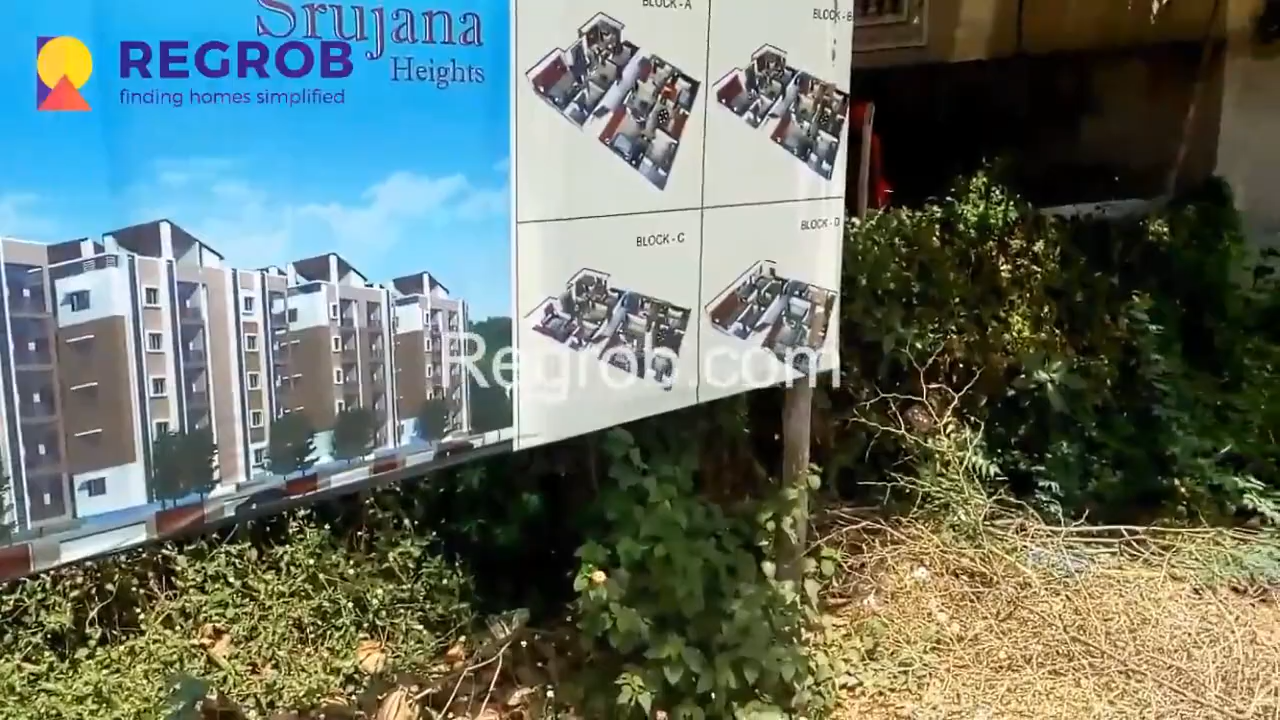 Srujana
Heights
REGROB
finding homes simplified
BLOCK - A
BLOCK - B
BLOCK - C
BLOCK - D
Regrob.com